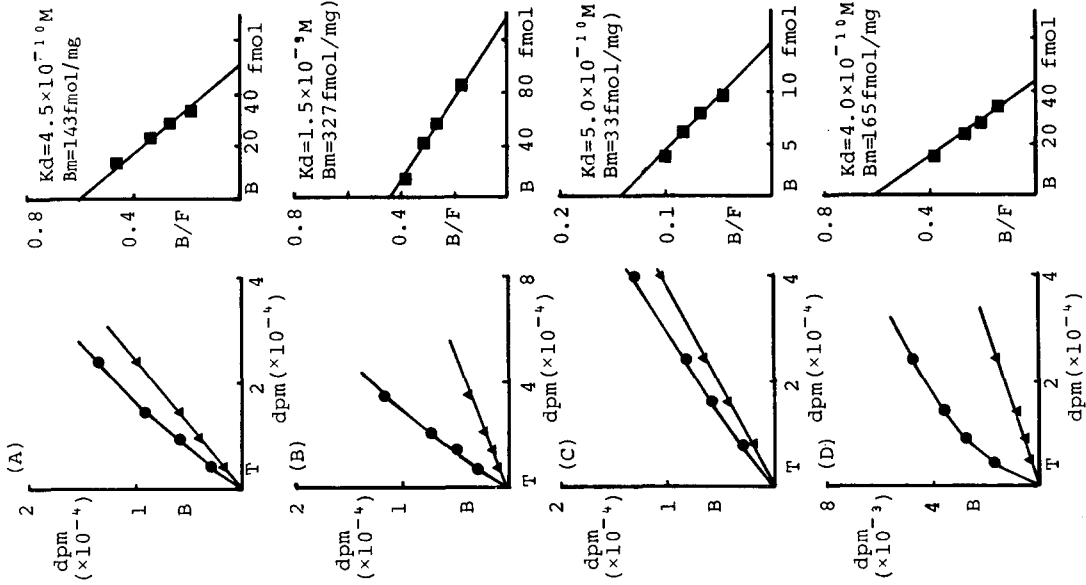 (A)
dpm
(×10⁻⁴)
2
1
B
T
2
4
dpm(×10⁻⁴)
Kd=4.5×10⁻¹⁰M
Bm=143fmol/mg
0.8
0.4
B/F
B
20
40
fmol
(B)
dpm
(×10⁻⁴)
2
1
B
T
4
8
dpm(×10⁻⁴)
Kd=1.5×10⁻⁹M
Bm=327fmol/mg)
0.8
0.4
B/F
B
40
80
fmol
(C)
dpm
(×10⁻⁴)
2
1
B
T
2
4
dpm(×10⁻⁴)
Kd=5.0×10⁻¹⁰M
Bm=33fmol/mg)
0.2
0.1
B/F
B
5
10
fmol
(D)
dpm
(×10⁻³)
8
4
B
T
2
4
dpm(×10⁻⁴)
Kd=4.0×10⁻¹⁰M
Bm=165fmol/mg
0.8
0.4
B/F
B
20
40
fmol